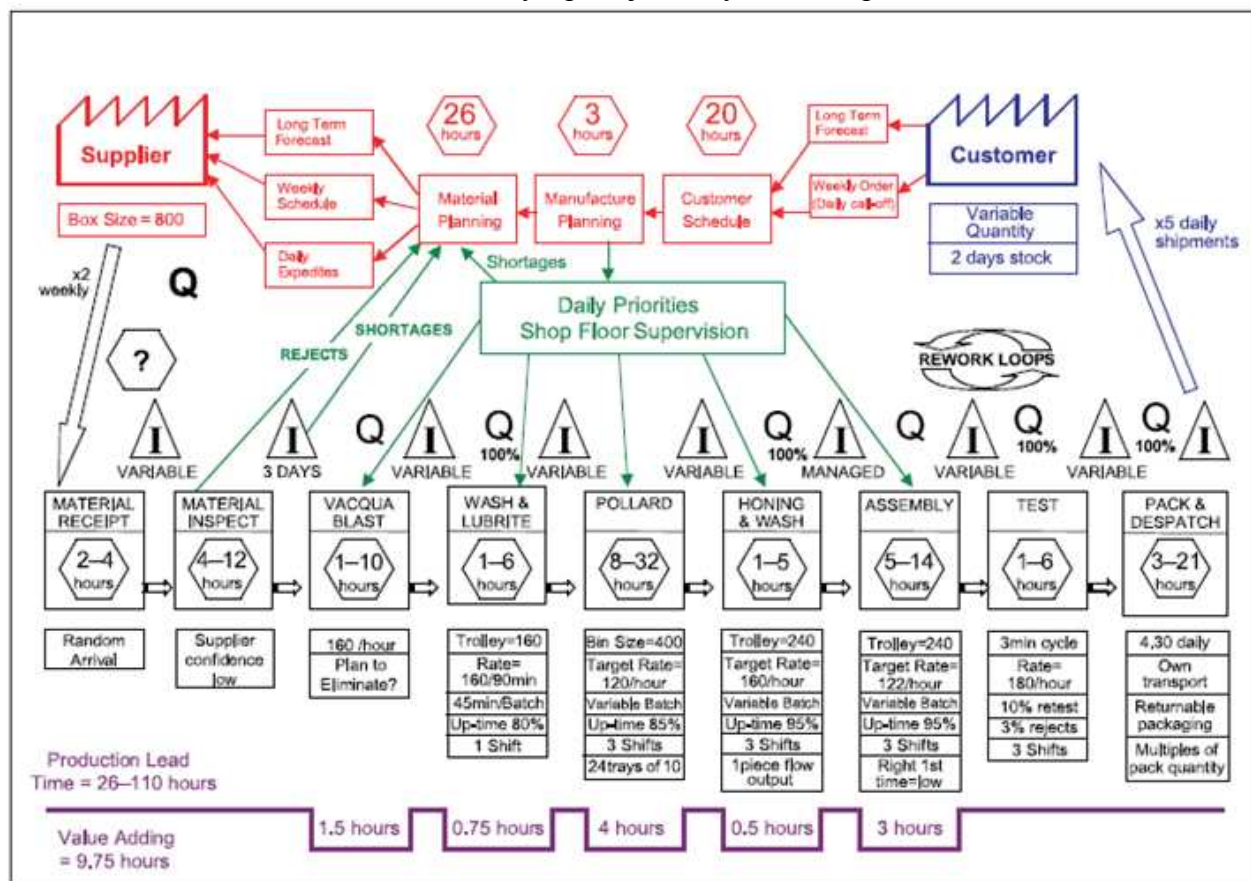 Supplier
Box Size = 800
Long Term
Forecast
Weekly
Schedule
Daily
Expedites
26
hours
3
hours
20
hours
Material
Planning
Manufacture
Planning
Customer
Schedule
Long Term
Forecast
Weekly Order
(Daily call-off)
Customer
Variable
Quantity
2 days stock
x5 daily
shipments
x2
weekly
Q
?
Shortages
Daily Priorities
Shop Floor Supervision
SHORTAGES
REJECTS
REWORK LOOPS
I
VARIABLE
I
3 DAYS
Q
I
VARIABLE
Q
100%
I
VARIABLE
I
VARIABLE
Q
100%
I
MANAGED
Q
I
VARIABLE
Q
100%
I
VARIABLE
Q
100%
I
MATERIAL
RECEIPT
2–4
hours
Random
Arrival
MATERIAL
INSPECT
4–12
hours
Supplier
confidence
low
VACQUA
BLAST
1–10
hours
160 /hour
Plan to
Eliminate?
WASH &
LUBRITE
1–6
hours
Trolley=160
Rate=
160/90min
45min/Batch
Up-time 80%
1 Shift
POLLARD
8–32
hours
Bin Size=400
Target Rate=
120/hour
Variable Batch
Up-time 85%
3 Shifts
24trays of 10
HONING
& WASH
1–5
hours
Trolley=240
Target Rate=
160/hour
Variable Batch
Up-time 95%
3 Shifts
1piece flow
output
ASSEMBLY
5–14
hours
Trolley=240
Target Rate=
122/hour
Variable Batch
Up-time 95%
3 Shifts
Right 1st
time=low
TEST
1–6
hours
3min cycle
Rate=
180/hour
10% retest
3% rejects
3 Shifts
PACK &
DESPATCH
3–21
hours
4,30 daily
Own
transport
Returnable
packaging
Multiples of
pack quantity
Production Lead
Time = 26–110 hours
Value Adding
= 9.75 hours
1.5 hours
0.75 hours
4 hours
0.5 hours
3 hours